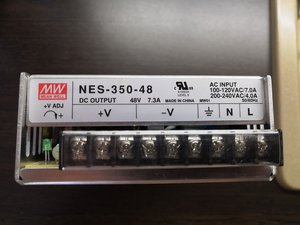 MW
MEAN WELL
NES-350-48
DC OUTPUT 48V 7.3A MADE IN CHINA MW01
AC INPUT
100-120VAC/7.0A
200-240VAC/4.0A
50/60Hz
+V ADJ
+V -V N L